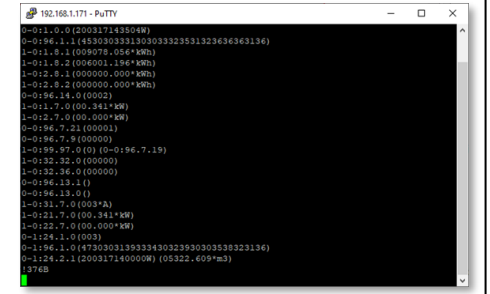 192.168.1.171 - PuTTY
0-0:1.0.0(200317143504W)
0-0:96.1.1(4530303331303033323531323636363136)
1-0:1.8.1(009078.056*kWh)
1-0:1.8.2(006001.196*kWh)
1-0:2.8.1(000000.000*kWh)
1-0:2.8.2(000000.000*kWh)
0-0:96.14.0(0002)
1-0:1.7.0(00.341*kW)
1-0:2.7.0(00.000*kW)
0-0:96.7.21(00001)
0-0:96.7.9(00000)
1-0:99.97.0(0)(0-0:96.7.19)
1-0:32.32.0(00000)
1-0:32.36.0(00000)
0-0:96.13.1()
0-0:96.13.0()
1-0:31.7.0(003*A)
1-0:21.7.0(00.341*kW)
1-0:22.7.0(00.000*kW)
0-1:24.1.0(003)
0-1:96.1.0(4730303139333430323930303538323136)
0-1:24.2.1(200317140000W)(05322.609*m3)
!376B